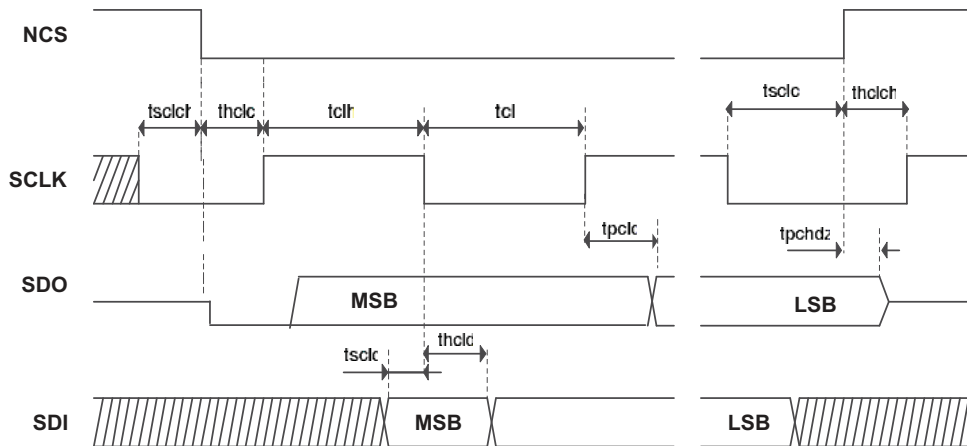 NCS
tsclch thclc tclh tcl tsclc thclch
SCLK
tpclc tpchdz
SDO MSB LSB
tsclc thcld
SDI MSB LSB